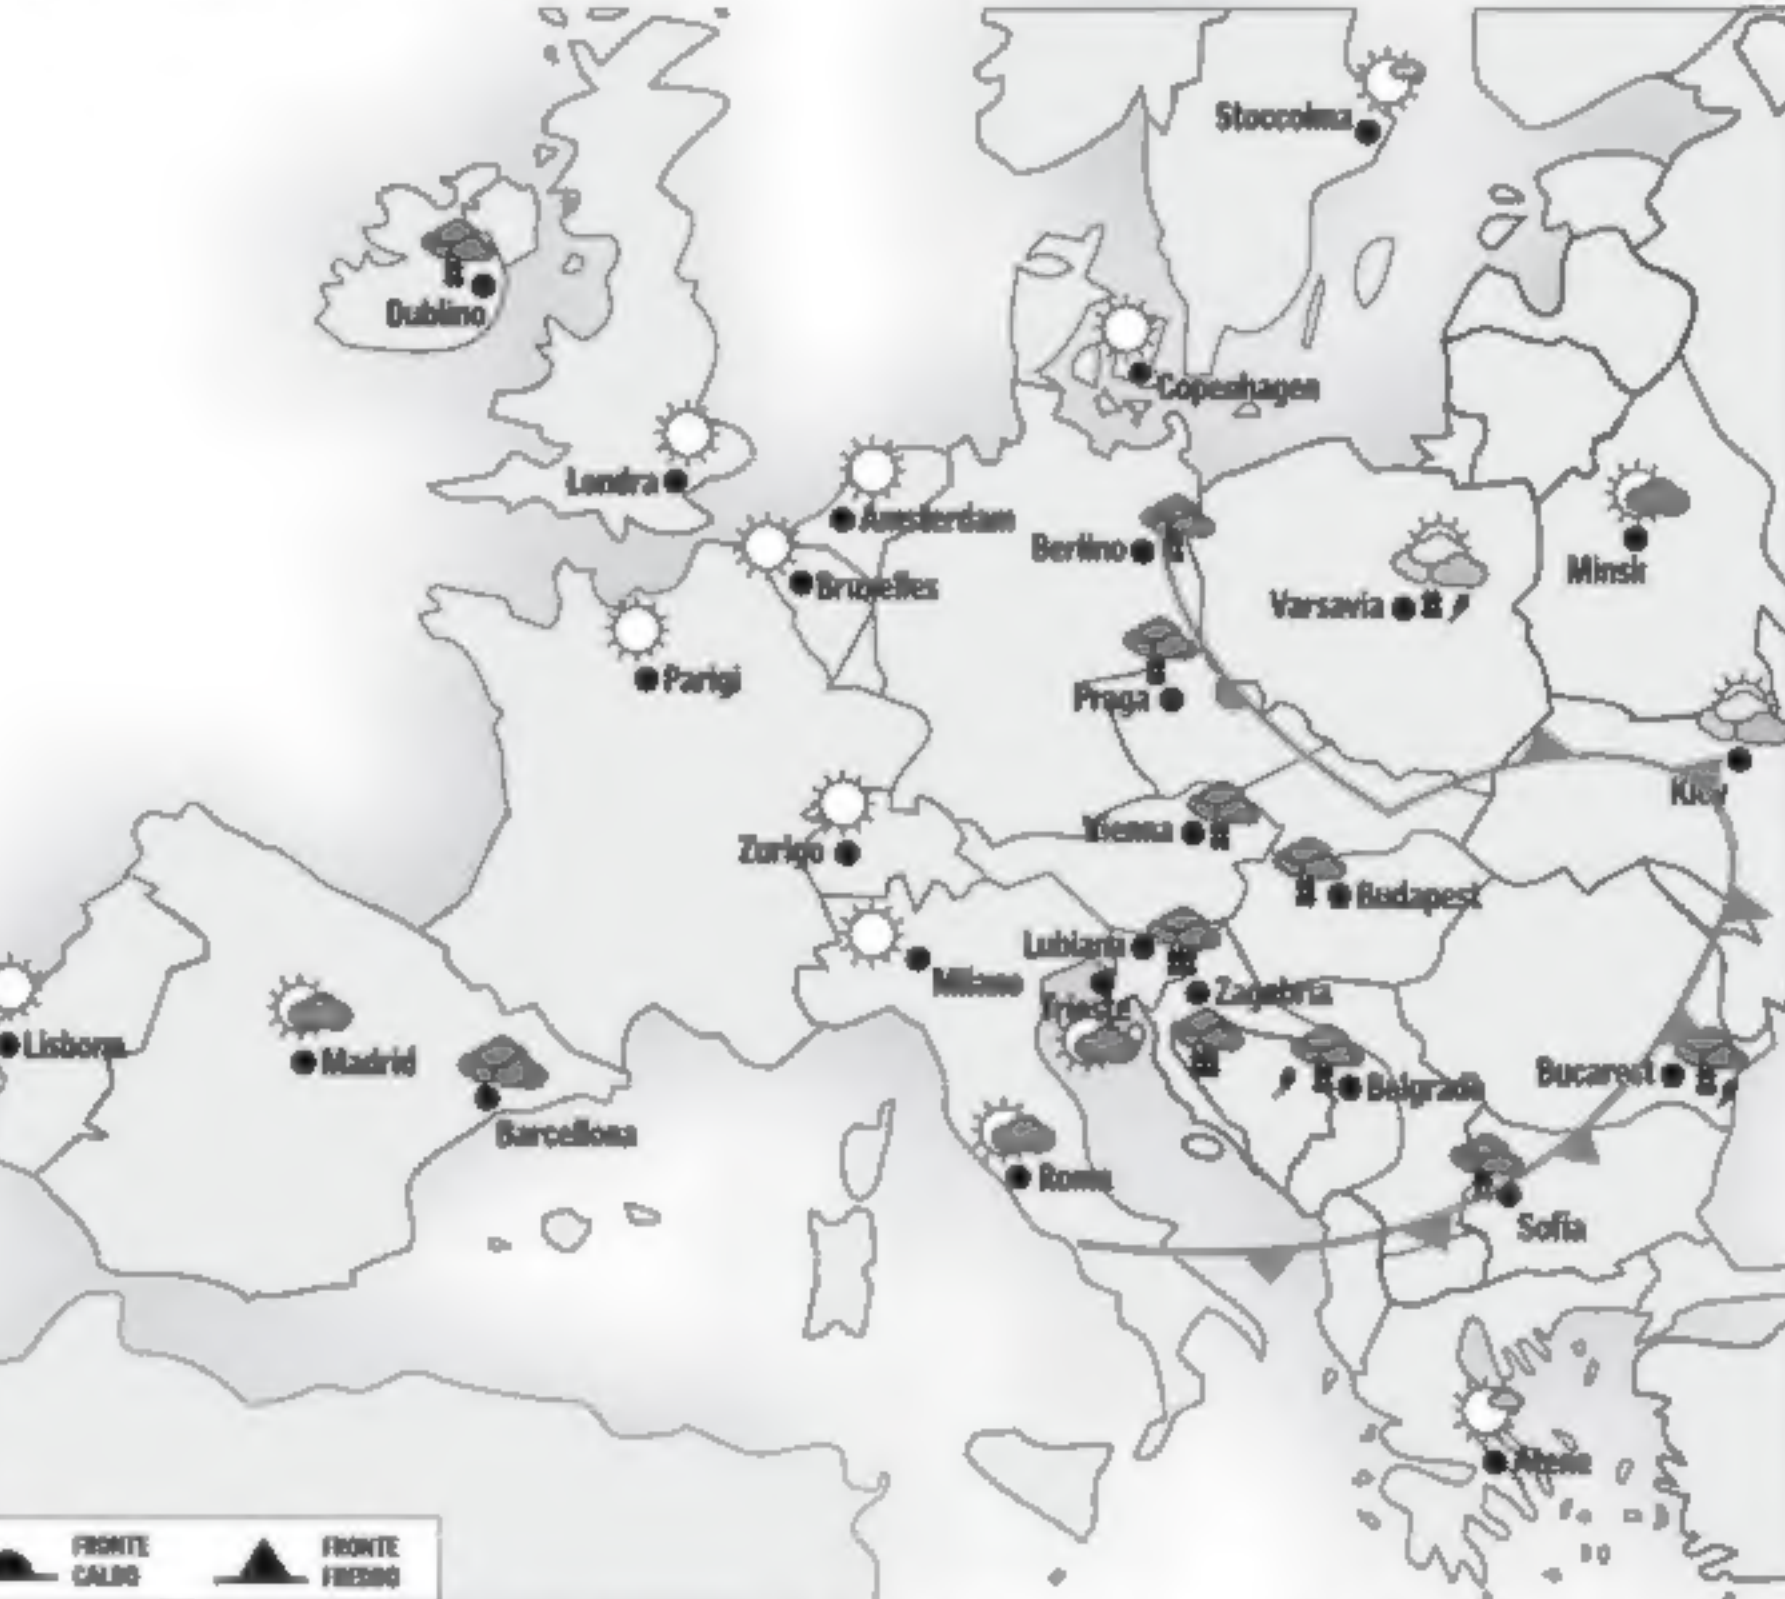 Stoccolma
Dublino
Copenhagen
Londra
Amsterdam
Berlino
Bruxelles
Varsavia
Minsk
Parigi
Praga
Kiev
Vienna
Zurigo
Budapest
Lubiana
Milano
Zagabria
Trieste
Lisbona
Madrid
Belgrado
Bucarest
Barcellona
Roma
Sofia
Atene
FRONTE
CALDO
FRONTE
FREDDO